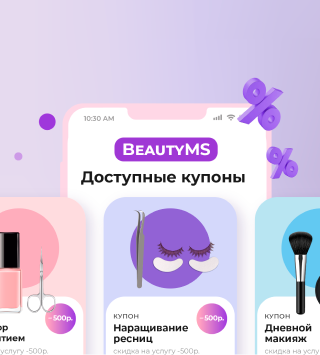 10:30 AM
BEAUTYMS
Доступные купоны
-500р.
-500р.
КУПОН
КУПОН
Наращивание
ресниц
Дневной
макияж
услугу -500р.
скидка на услугу -500р.
скидка на услугу